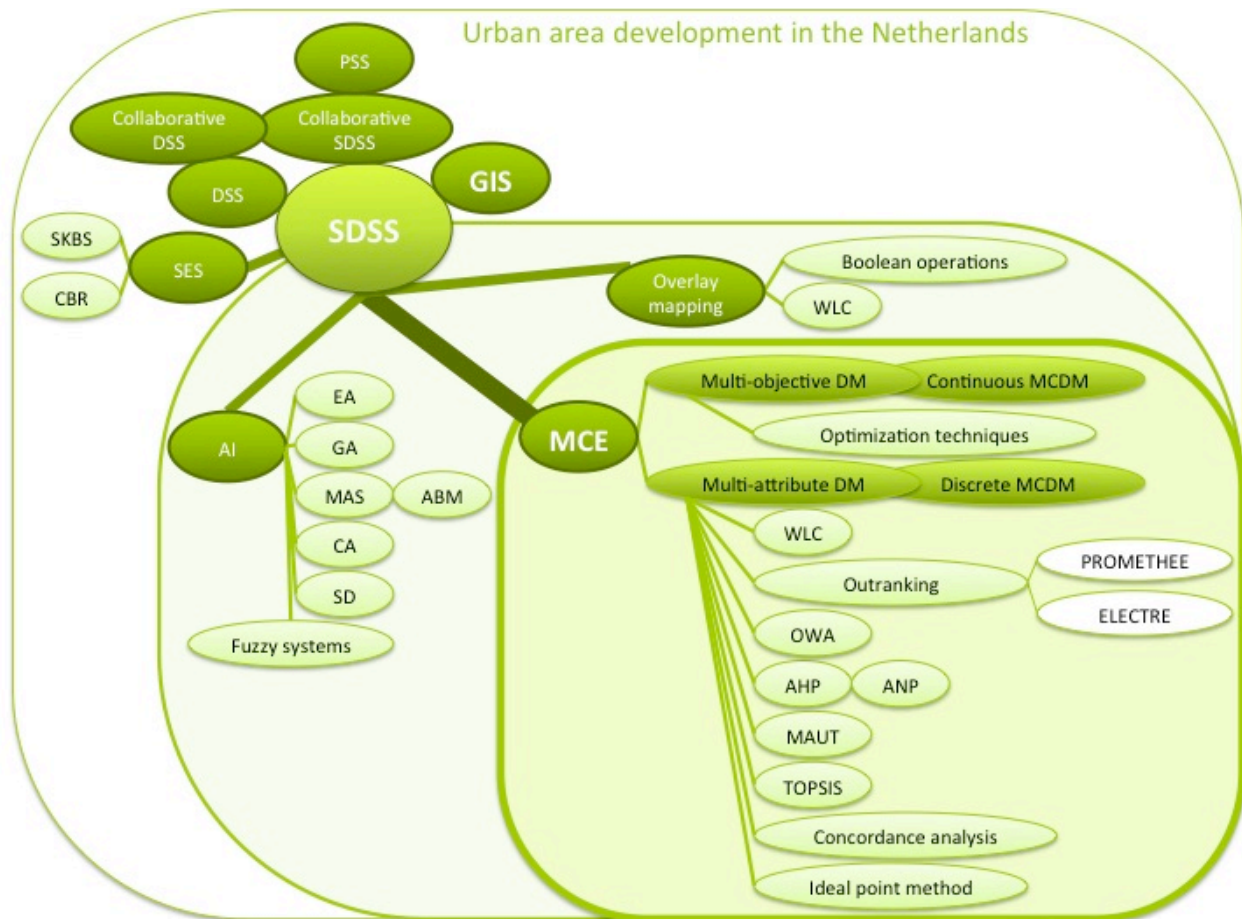 Urban area development in the Netherlands
PSS
Collaborative
DSS
Collaborative
SDSS
DSS
GIS
SDSS
SKBS
SES
CBR
Overlay
mapping
Boolean operations
WLC
AI
EA
GA
MAS
ABM
CA
SD
Fuzzy systems
MCE
Multi-objective DM
Continuous MCDM
Optimization techniques
Multi-attribute DM
Discrete MCDM
WLC
Outranking
PROMETHEE
ELECTRE
OWA
AHP
ANP
MAUT
TOPSIS
Concordance analysis
Ideal point method